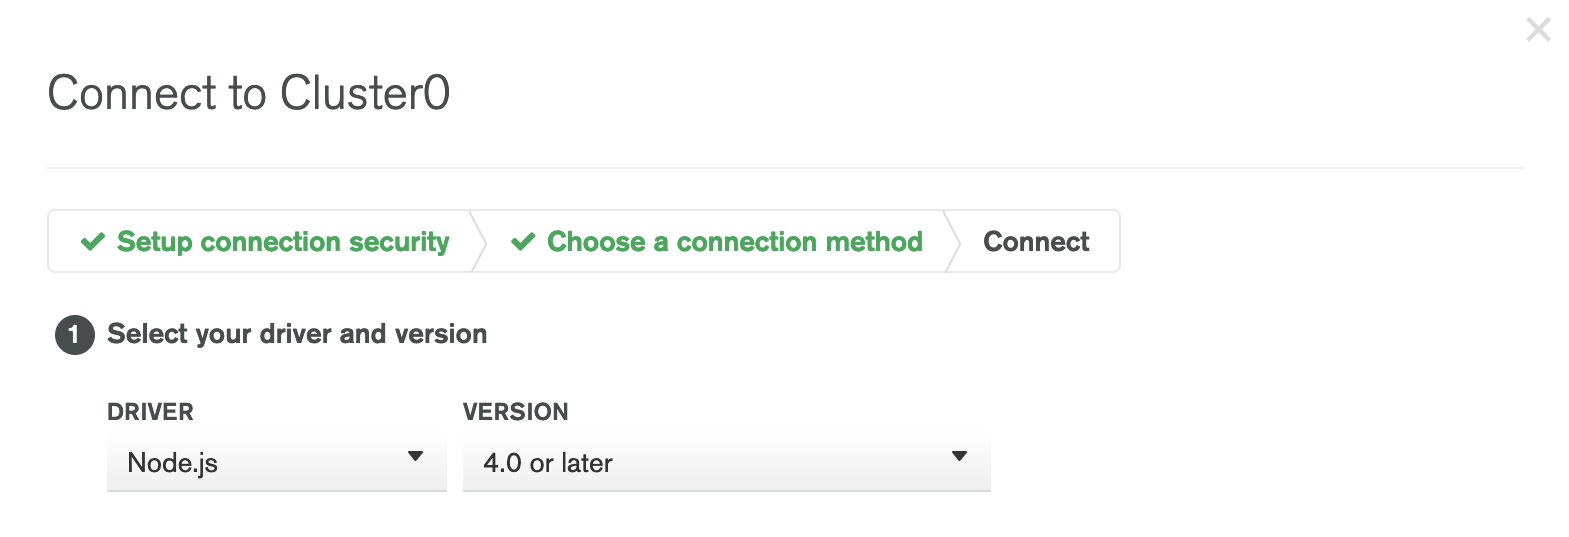 Connect to Cluster0
Setup connection security
Choose a connection method
Connect
1 Select your driver and version
DRIVER
VERSION
Node.js
4.0 or later